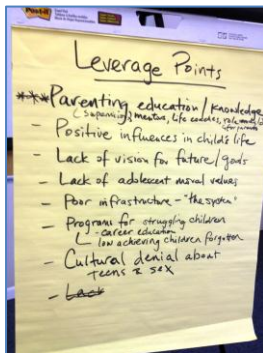 Post-it
Leverage Points
***Parenting education/knowledge
(supervision, mentors, life coaches, role models
for parents)
- Positive influences in child's life
- Lack of vision for future/goals
- Lack of adolescent moral values
- Poor infrastructure - "the system"
- Programs for struggling children
- career education
low achieving children forgotten
- Cultural denial about
teens & sex
- Lack